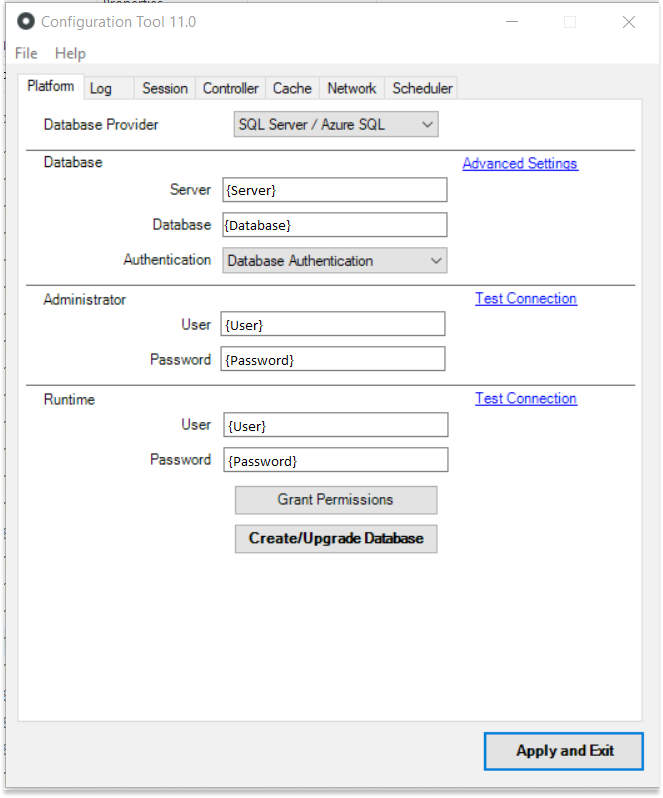 Properties
Configuration Tool 11.0
File Help
Platform Log Session Controller Cache Network Scheduler
Database Provider SQL Server / Azure SQL
Database Advanced Settings
Server {Server}
Database {Database}
Authentication Database Authentication
Administrator Test Connection
User {User}
Password {Password}
Runtime Test Connection
User {User}
Password {Password}
Grant Permissions
Create/Upgrade Database
Apply and Exit